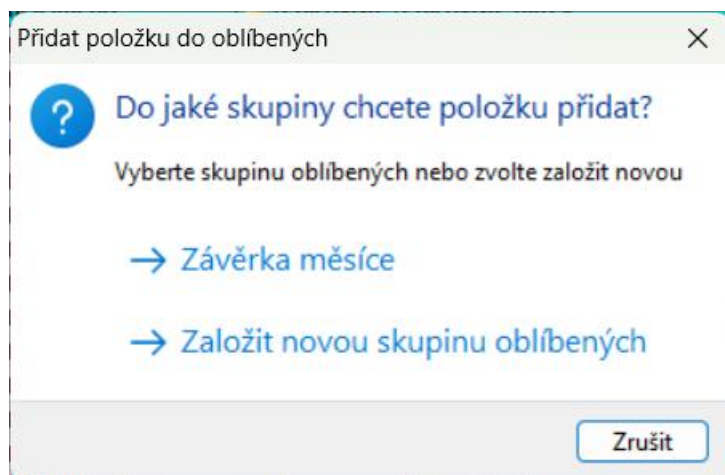 Přidat položku do oblíbených
Do jaké skupiny chcete položku přidat?
Vyberte skupinu oblíbených nebo zvolte založit novou
Závěrka měsíce
Založit novou skupinu oblíbených
Zrušit